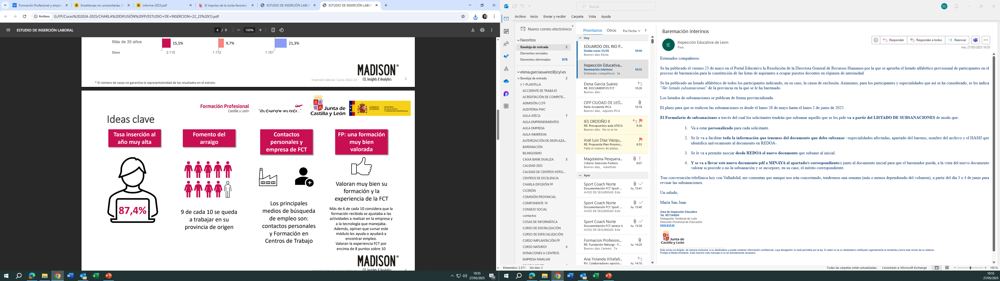 Formación Profesional y emple
Enseñanzas no universitarias. Fo
informe-2023.pdf
El impulso de la Junta favorece
ESTUDIO DE INSERCIÓN LABOR
ESTUDIO DE INSERCIÓN LABOR
Archivo
G:/FP/Curso%202024-2025/CHARLA%20DIFUSIÓN%20FP/ESTUDIO+DE+INSERCION+22_23%20(1).pdf
ESTUDIO DE INSERCIÓN LABORAL
4 / 9
100%
Más de 35 años
15,5%
9,7%
21,3%
Base
2.115
1.112
1.101
MADISON
CX, Insights & Analytics
Inserción laboral. Curso 2022-23
3
* El número de casos no garantiza la representatividad de los resultados en el estrato.
Formación Profesional
Castilla y León
"Un itinerario con éxito..."
Junta de
Castilla y León
GOBIERNO
DE ESPAÑA
MINISTERIO
DE EDUCACIÓN
Y FORMACIÓN PROFESIONAL
Ideas clave
Tasa inserción al
año muy alta
87,4%
Fomento del
arraigo
9 de cada 10 se queda
a trabajar en su
provincia de origen
Contactos
personales y
empresa de FCT
Los principales
medios de búsqueda
de empleo son:
contactos personales
y Formación en
Centros de Trabajo
FP: una formación
muy bien
valorada
Valoran muy bien su
formación y la
experiencia de la FCT
Más de 6 de cada 10 considera que la
formación recibida se ajustaba a las
actividades a realizar en la empresa y
a la tecnología que manejaba.
Además, opinan que cursar este
módulo les ayuda o ayudará a
encontrar empleo.
Valoran la experiencia FCT por
encima de 8 puntos sobre 10
MADISON
CX, Insights & Analytics
Inserción laboral. Curso 2022-23
4
10:55
27/05/2025
19
Buscar
EG
Archivo
Inicio
Enviar y recibir
Carpeta
Vista
Ayuda
Nuevo correo electrónico
Favoritos
Bandeja de entrada 2
Elementos enviados
Elementos eliminados 878
elena.garciasuarez@jcyl.es
Bandeja de entrada 2
1-PLANTILLA
ACCIDENTE DE TRABAJO
ACREDITACIÓN DE COMPETE...
ADMISIÓN CCFF
AUDITORIA PWC
AULA ATECA 7
AULA EMPRENDIMIENTOS
AULA EMPRESA
AULA INMERSIVA
AUTORIZACIÓN DE DESPLAZA...
BAREMACIÓN
BILINGUISMO
CAIXA BANK DUALIZA 3
CALIDAD 2023
CALIDAD DE CENTROS INTEG...
CENTROS DE EXCELENCIA
CHARLA DIFUSIÓN FP
CICERÓN
COMISIÓN PROVINCIAL
COMPONENTE 19
CONSEJO SOCIAL
contactos
COSAS DE INFORMÁTICA
CURSO DE DIGITALIZACIÓN
CURSO DE ESPECIALIZACIÓN
CURSO IMPLANTACIÓN FP
CURSO NATURGY 3
DONACIONES A CENTROS
EMPRESA FAMILIAR
Prioritarios
Otros
Por Fecha
Hoy
EDUARDO DEL RIO P...
Dudas curso 25/26 10:50
Buenos días Elena:
Inspección Educativa...
Baremación interinos 10:35
Estimados compañeros: Se
Elena García Suárez
RE: DOCUMENTOS FCT 10:28
Buenos días :
CIFP CIUDAD DE LEÓ...
Parte Accidente PICA 10:18
Buenos días, Adjunto PICA
IES ORDOÑO II
RE: Presupuestos aula ATECA 9:36
Buenos días. No se lo he
José Luis Díaz Vázqu...
RE: Propuesta Plan Provinci... 8:53
Falta el número de plazas,
Magdalena Pesquera...
Criterio Selección Forteco 8:07
Buenos días, Advertido
Ayer
Sport Coach Norte
Documentación FCT Sport ... lu. 15:41
AVISO DE SEGURIDAD: Este
Sport Coach Norte
Documentación FCT Sport ... lu. 15:40
AVISO DE SEGURIDAD: Este
Sport Coach Norte
Documentación FCT (anexo I) lu. 15:38
AVISO DE SEGURIDAD: Este
Formacion Profesion...
RE: Fundación Naturgy - F... lu. 14:20
Buenos días Carmen: Te
Ana Yolanda Villafañ...
RV: Colaboradores oposici... lu. 14:10
Baremación interinos
IE
Inspección Educativa de Leon
Para
Responder
Responder a todos
Reenviar
ma. 27/05/2025 10:35
Estimados compañeros:
Se ha publicado el viernes 23 de mayo en el Portal Educativo la Resolución de la Directora General de Recursos Humanos por la que se aprueba el listado alfabético provisional de participantes en el
proceso de baremación para la constitución de las listas de aspirantes a ocupar puestos docentes en régimen de interinidad.
Se ha publicado un listado alfabético de todos los participantes indicando, en su caso, la causa de exclusión. Asimismo, para los participantes y especialidades que así se ha considerado, se les indica
“Ver listado subsanaciones” de la provincia en la que se le ha baremado.
Los listados de subsanaciones se publican de forma provincializada.
El plazo para que se realicen las subsanaciones es desde el lunes 26 de mayo hasta el lunes 2 de junio de 2025.
El Formulario de subsanaciones a través del cual los solicitantes tendrán que subsanar aquello que se les pide va a partir del LISTADO DE SUBSANACIONES de modo que:
1. Va a estar personalizado para cada solicitante.
2. Se le va a facilitar toda la información que tenemos del documento que debe subsanar –especialidades afectadas, apartado del baremo, nombre del archivo y el HASH que
identifica unívocamente al documento en REDOA-.
3. Se le va a permitir asociar desde REDOA el nuevo documento que subsane al inicial.
4. Y se va a llevar este nuevo documento pdf a MINAYA al apartado/s correspondiente/s junto al documento inicial para que el baremador pueda, a la vista del nuevo documento
valorar si procede o no la subsanación y se incorpore, en su caso, el mérito correspondiente.
Tras conversación telefónica hoy con Valladolid, me comentan que aunque nos irán concretando, tendremos una semana (más o menos dependiendo del volumen), a partir del día 3 o 4 de junio para
revisar las subsanaciones.
Un saludo,
María San Juan
Área de Inspección Educativa
Tel. 987344084
Delegación Territorial de León
Dirección Provincial de Educación
www.jcyl.es
Junta de
Castilla y León
Este correo va dirigido, de manera exclusiva, a su destinatario y puede contener información confidencial, cuya divulgación no está permitida por la ley. Si usted no es su destinatario notifíquelo urgentemente al remitente y borre este correo de su sistema.
Proteja el Medio Ambiente. Evite imprimir este mensaje si no es estrictamente necesario.
Elementos: 2.571
Sin leer: 2
Todas las carpetas están actualizadas.
Conectado a: Microsoft Exchange
100 %
10:55
27/05/2025